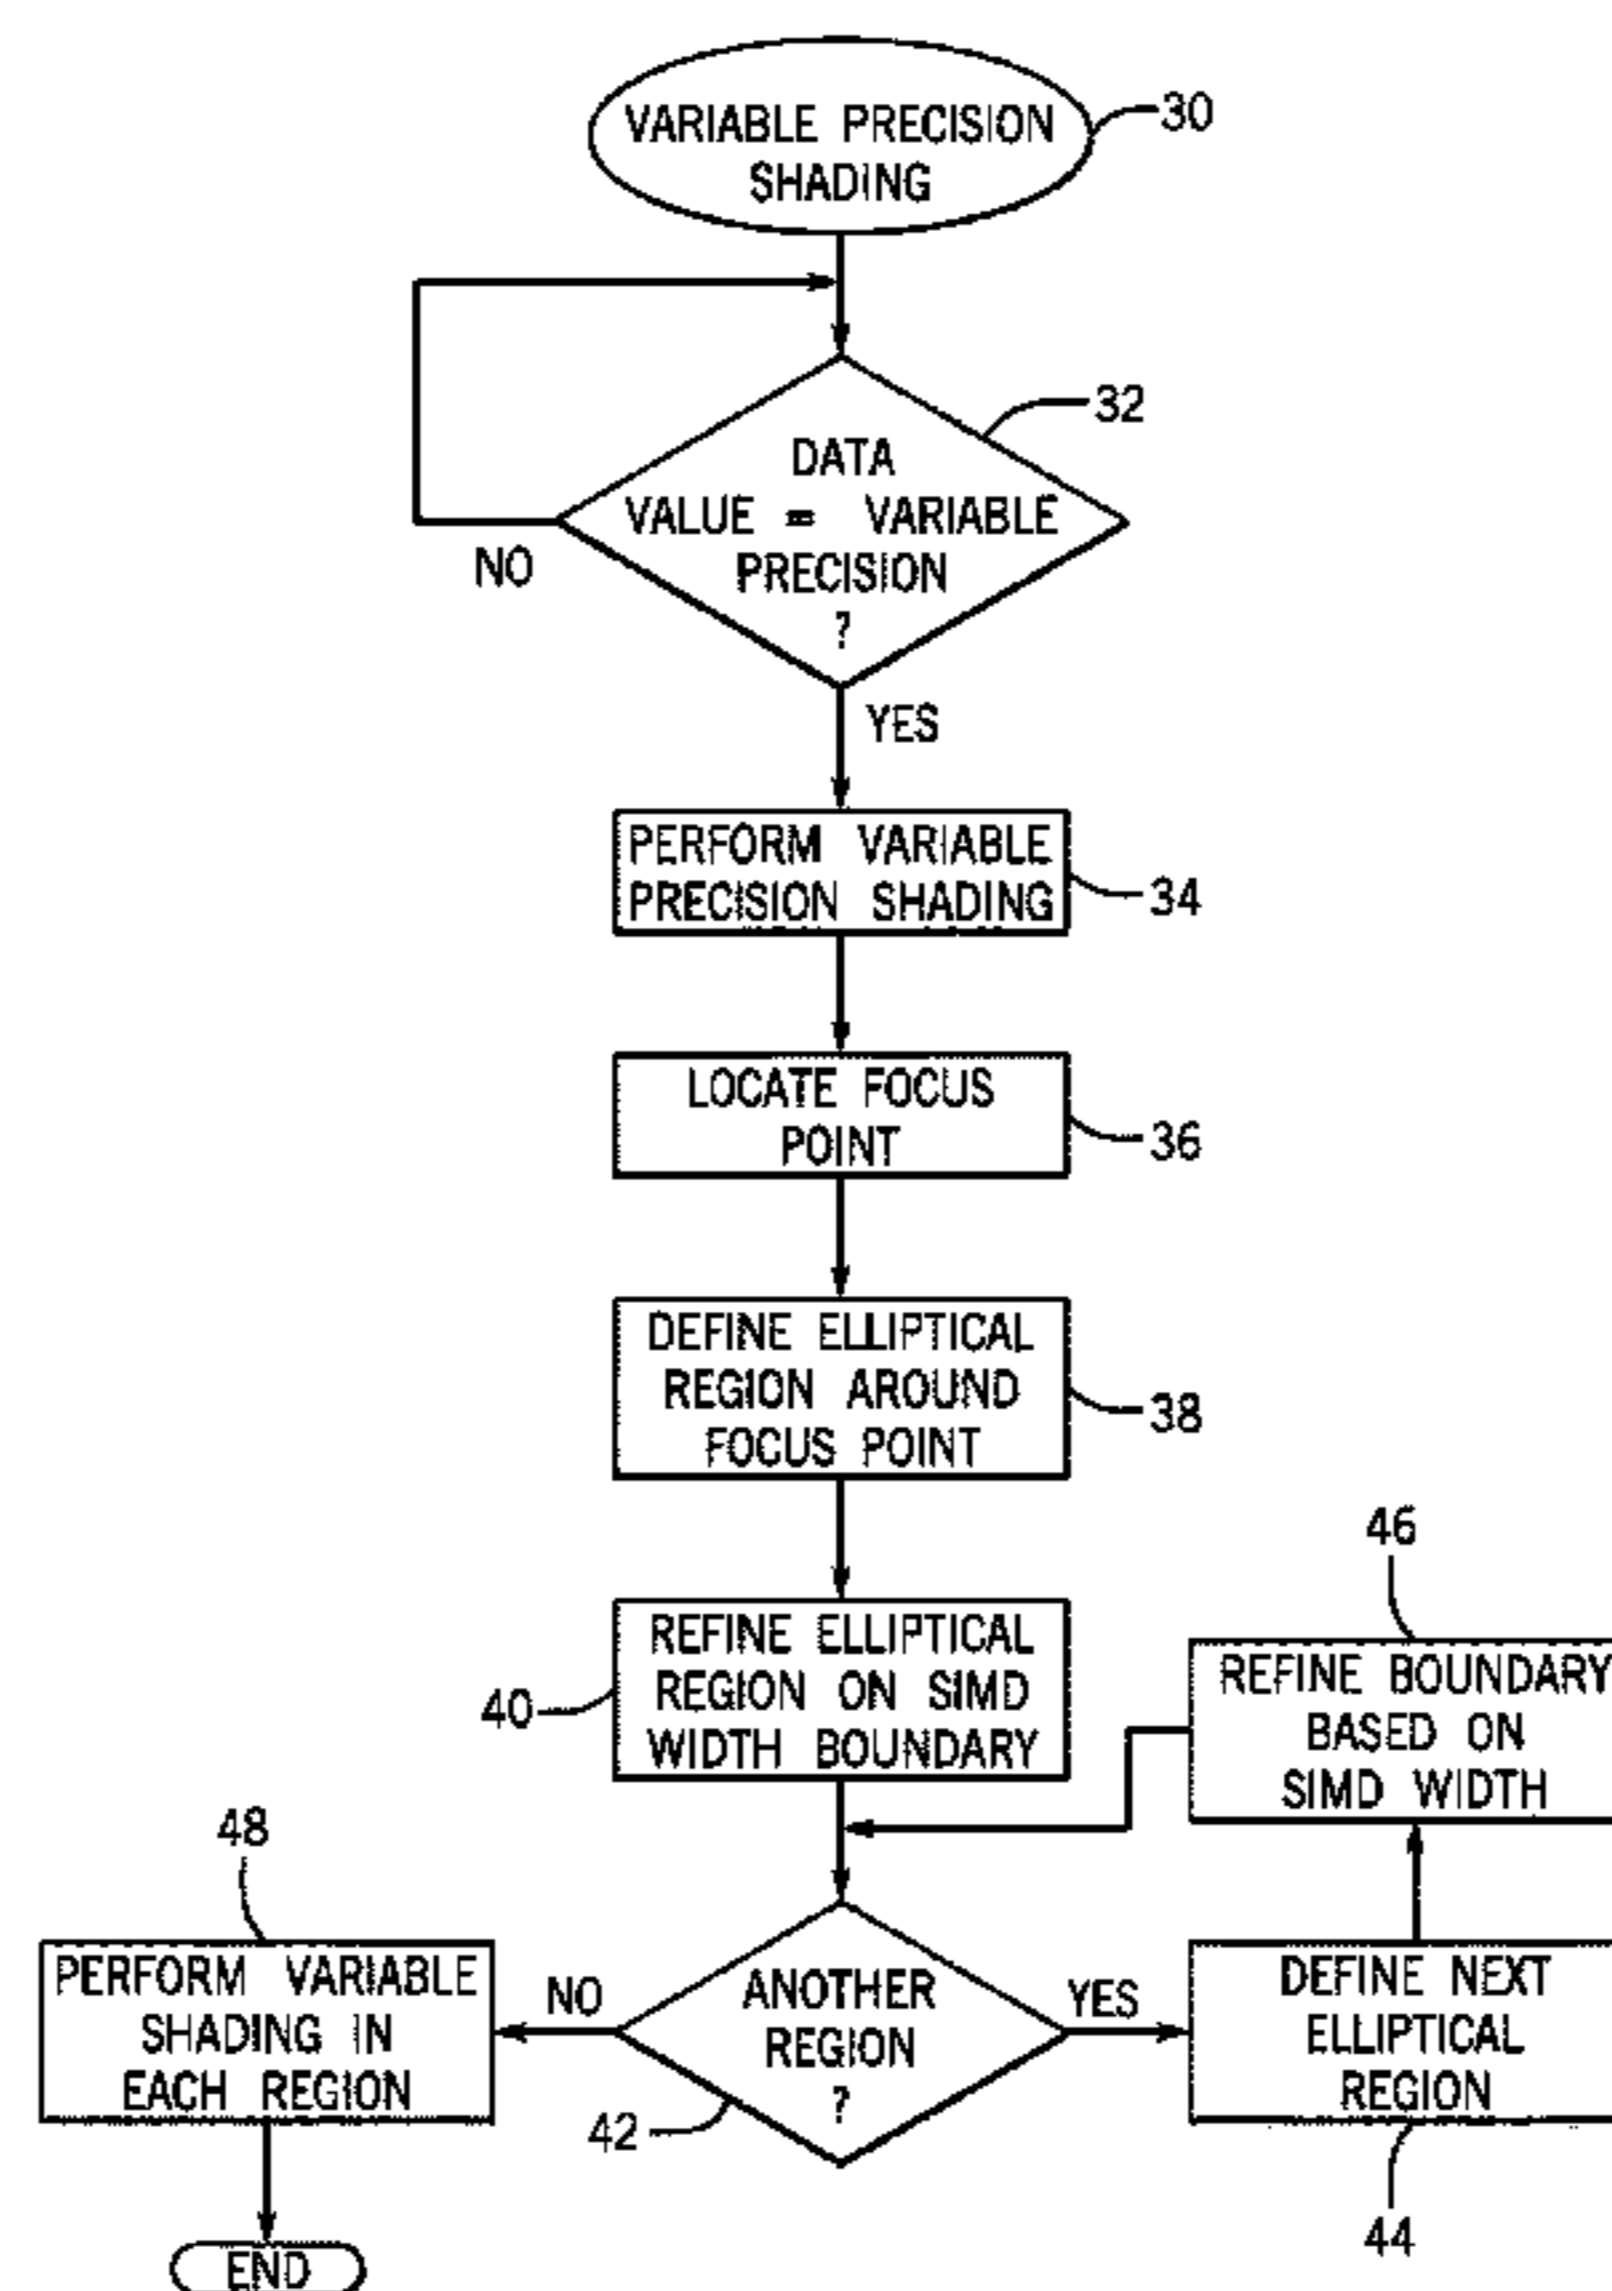 VARIABLE PRECISION
SHADING
30
32
DATA
VALUE = VARIABLE
PRECISION
?
NO
YES
PERFORM VARIABLE
PRECISION SHADING
34
LOCATE FOCUS
POINT
36
DEFINE ELLIPTICAL
REGION AROUND
FOCUS POINT
38
REFINE ELLIPTICAL
REGION ON SIMD
WIDTH BOUNDARY
40
46
REFINE BOUNDARY
BASED ON
SIMD WIDTH
48
PERFORM VARIABLE
SHADING IN
EACH REGION
NO
ANOTHER
REGION
?
42
YES
DEFINE NEXT
ELLIPTICAL
REGION
44
END